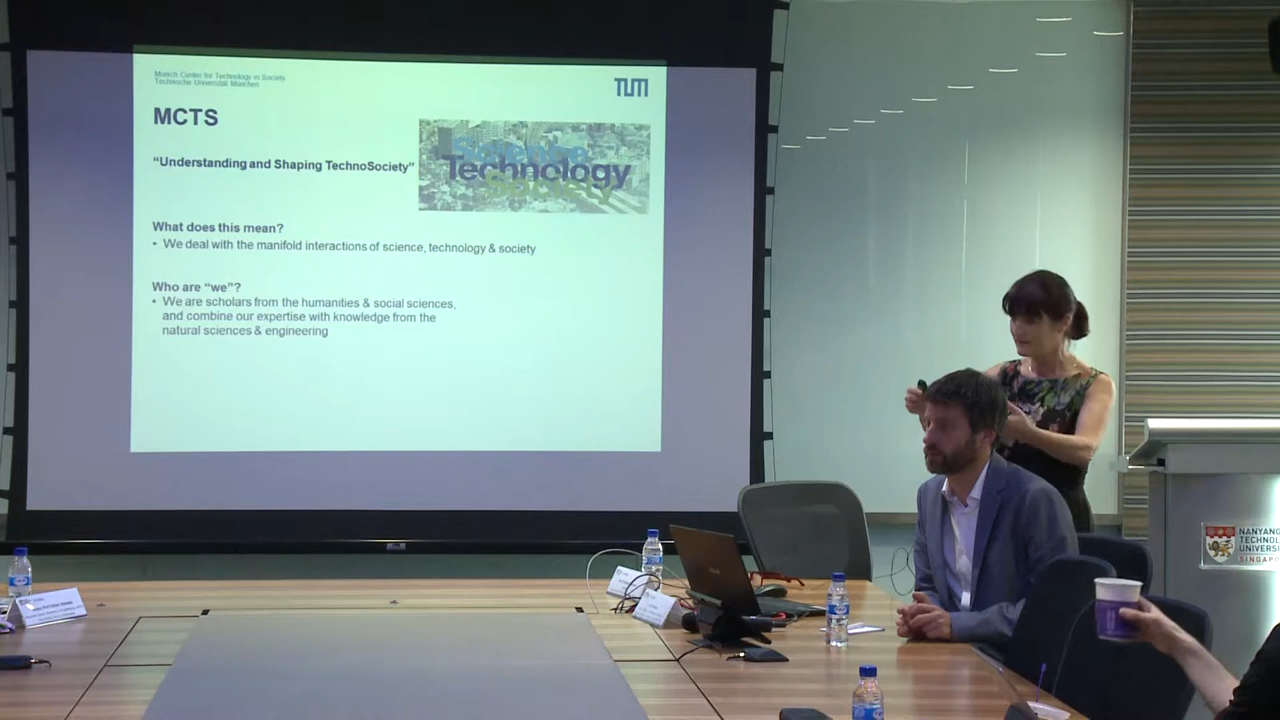 Munich Center for Technology in Society
Technische Universität München
TUM
MCTS
"Understanding and Shaping TechnoSociety"
Science
Technology
Society
What does this mean?
• We deal with the manifold interactions of science, technology & society
Who are "we"?
• We are scholars from the humanities & social sciences,
and combine our expertise with knowledge from the
natural sciences & engineering
NANYANG
TECHNOL
UNIVERS
SINGAPO